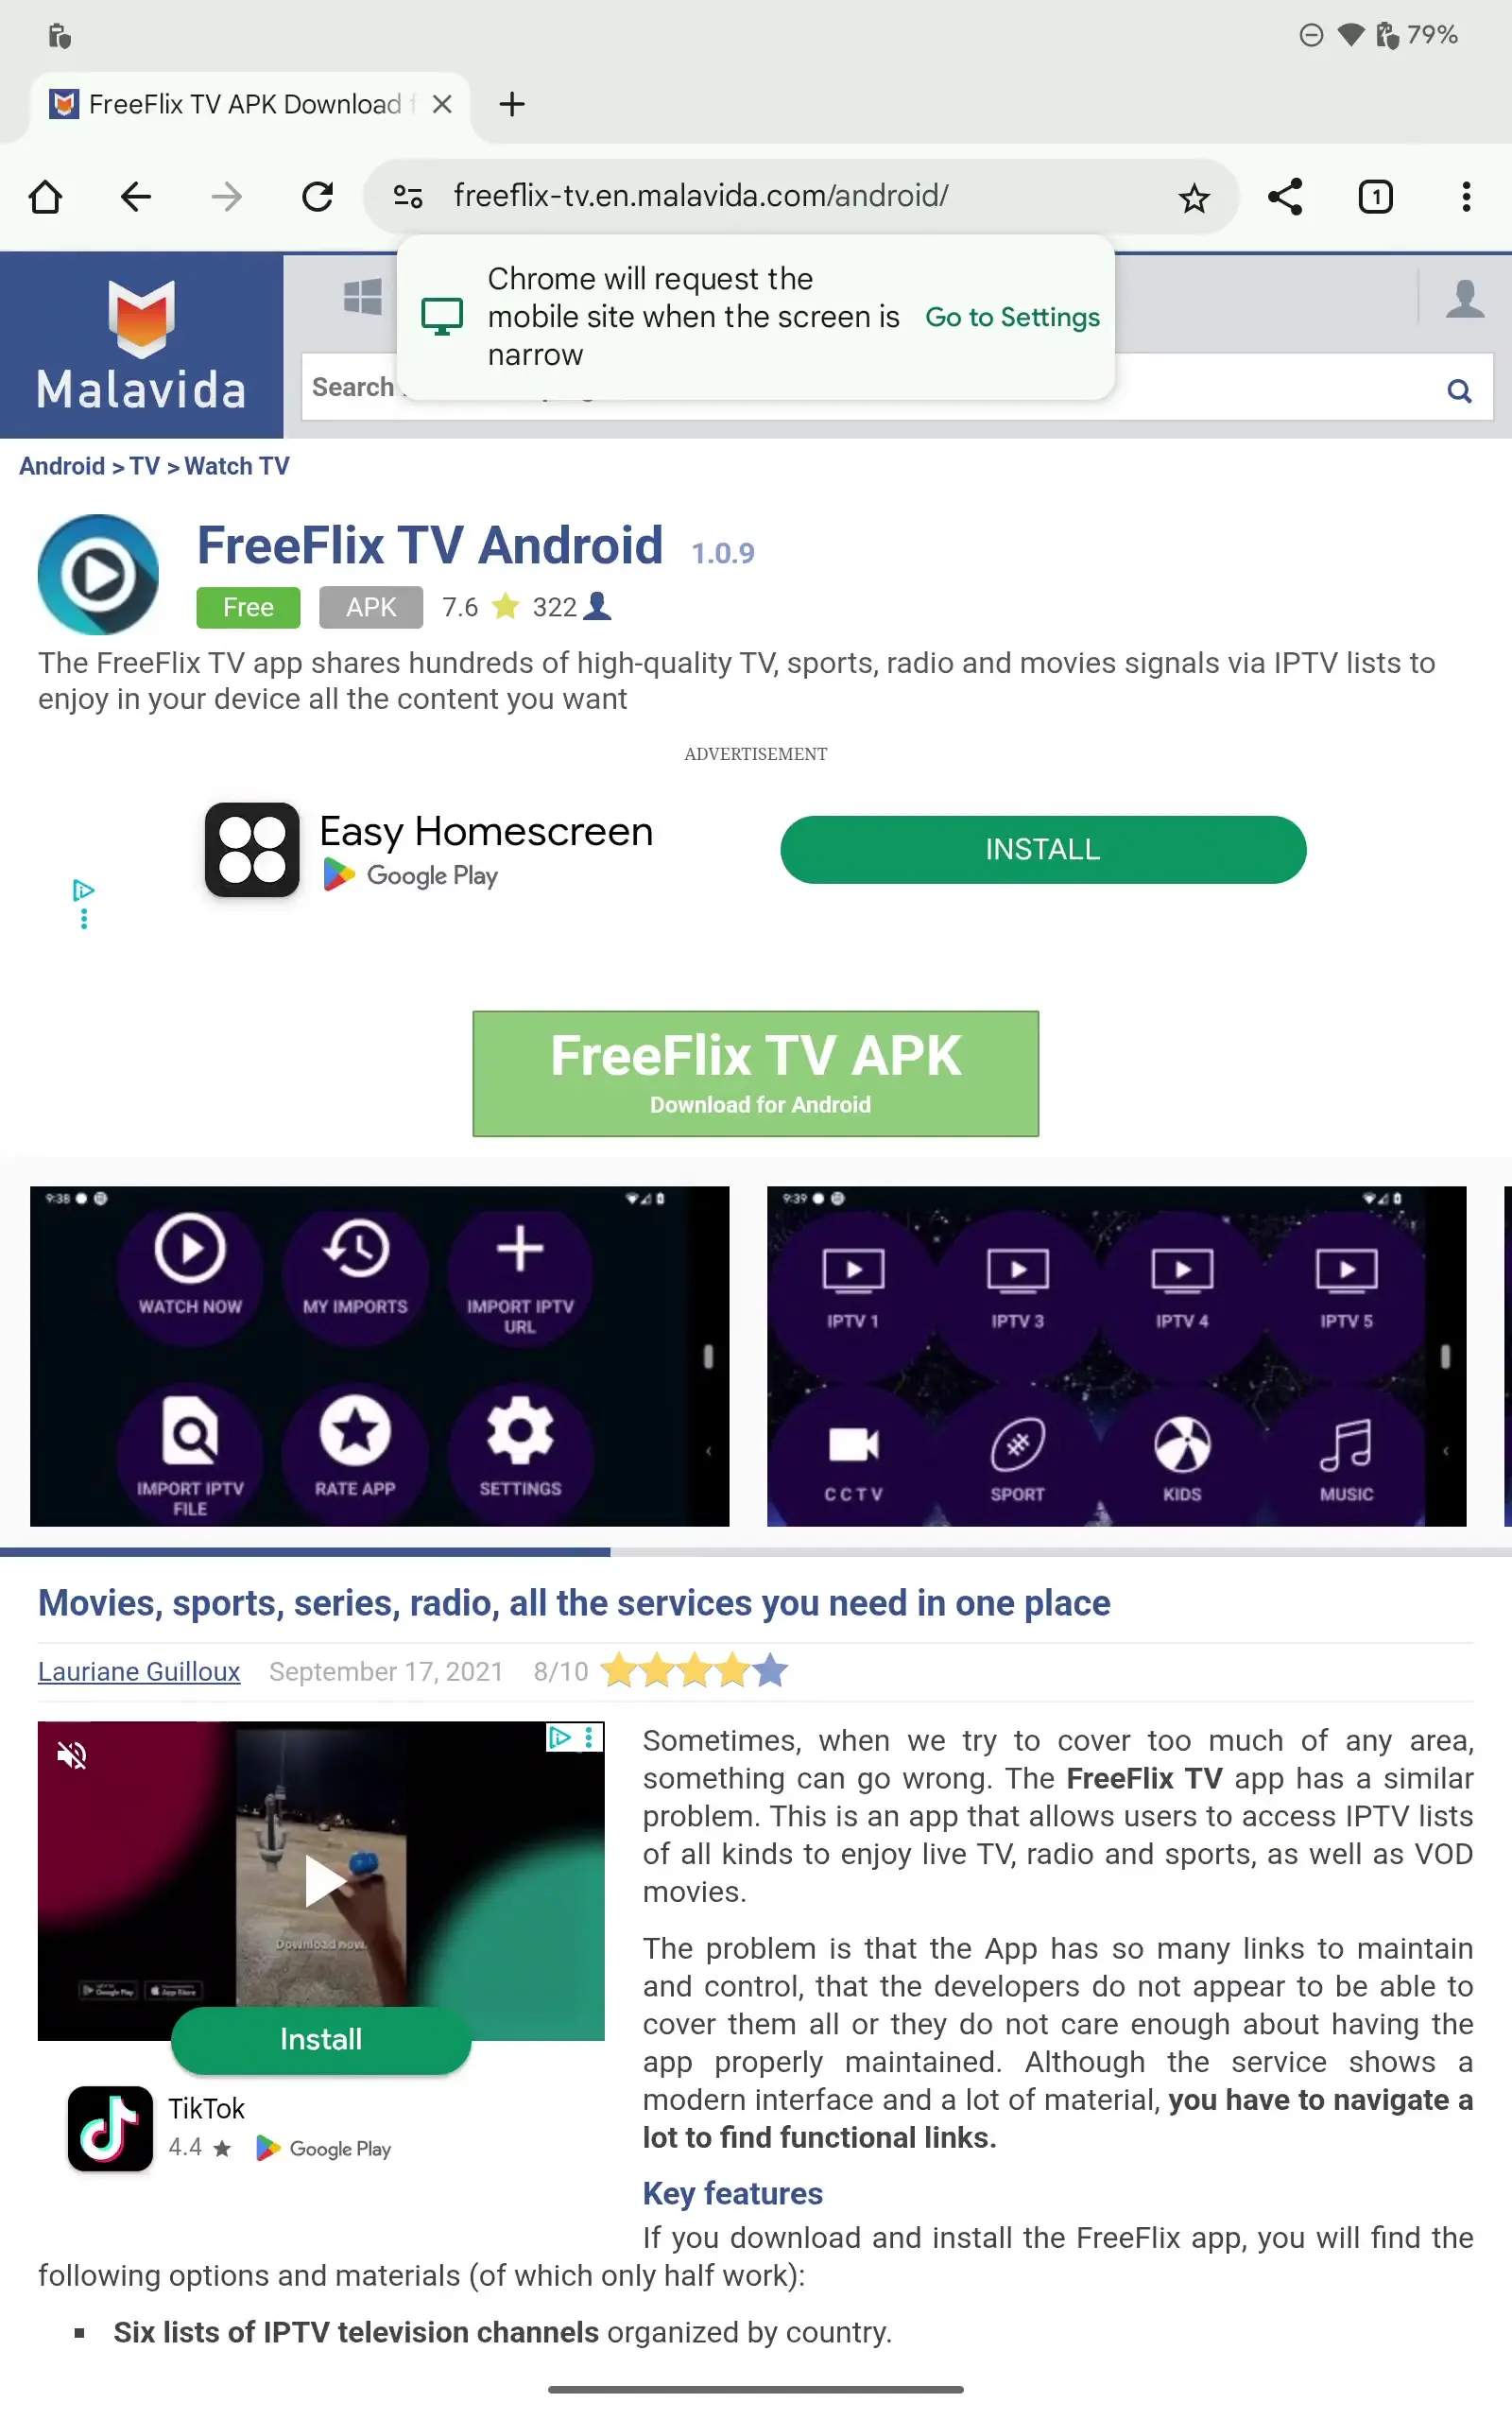 79%
FreeFlix TV APK Download f
freeflix-tv.en.malavida.com/android/
1
Chrome will request the
mobile site when the screen is
narrow
Go to Settings
Malavida
Search
Android > TV > Watch TV
FreeFlix TV Android 1.0.9
Free APK 7.6 322
The FreeFlix TV app shares hundreds of high-quality TV, sports, radio and movies signals via IPTV lists to
enjoy in your device all the content you want
ADVERTISEMENT
Easy Homescreen
Google Play
INSTALL
FreeFlix TV APK
Download for Android
9:38
WATCH NOW MY IMPORTS IMPORT IPTV
URL
IMPORT IPTV
FILE
RATE APP SETTINGS
9:39
IPTV 1 IPTV 3 IPTV 4 IPTV 5
CCTV SPORT KIDS MUSIC
Movies, sports, series, radio, all the services you need in one place
Lauriane Guilloux September 17, 2021 8/10
Download now.
Google Play App Store
Install
TikTok
4.4 Google Play
Sometimes, when we try to cover too much of any area,
something can go wrong. The FreeFlix TV app has a similar
problem. This is an app that allows users to access IPTV lists
of all kinds to enjoy live TV, radio and sports, as well as VOD
movies.
The problem is that the App has so many links to maintain
and control, that the developers do not appear to be able to
cover them all or they do not care enough about having the
app properly maintained. Although the service shows a
modern interface and a lot of material, you have to navigate a
lot to find functional links.
Key features
If you download and install the FreeFlix app, you will find the
following options and materials (of which only half work):
▪ Six lists of IPTV television channels organized by country.